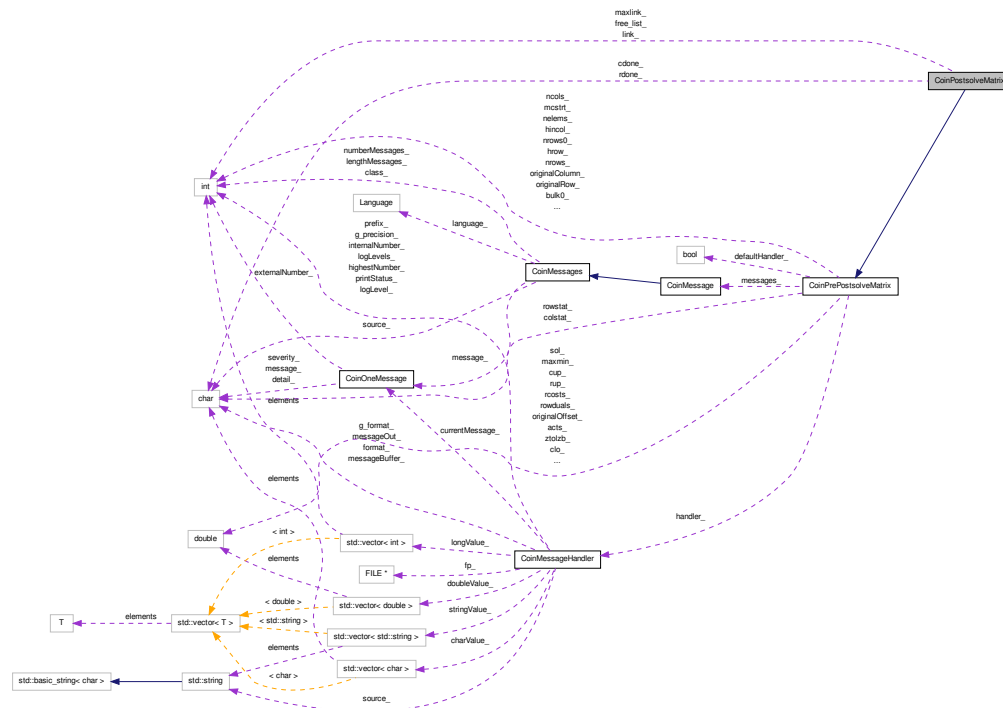 maxlink_
free_list_
link_
cdone_
rdone_
CoinPostsolveMatrix
ncols_
mcstrt_
nelems_
hincol_
nrows0_
hrow_
nrows_
originalColumn_
originalRow_
bulk0_
...
numberMessages_
lengthMessages_
class_
int
Language
language_
prefix_
g_precision_
internalNumber_
logLevels_
highestNumber_
printStatus_
logLevel_
bool
defaultHandler_
externalNumber_
CoinMessages
CoinMessage
messages_
CoinPrePostsolveMatrix
rowstat_
colstat_
source_
severity_
message_
detail_
message_
CoinOneMessage
char
elements
sol_
maxmin_
cup_
rup_
rcosts_
rowduals_
originalOffset_
acts_
ztolzb_
clo_
...
g_format_
messageOut_
format_
messageBuffer_
currentMessage_
elements
handler_
double
< int >
std::vector< int >
longValue_
CoinMessageHandler
elements
FILE *
fp_
doubleValue_
< double >
std::vector< double >
stringValue_
T
elements
std::vector< T >
< std::string >
std::vector< std::string >
charValue_
elements
std::vector< char >
< char >
std::basic_string< char >
std::string
source_